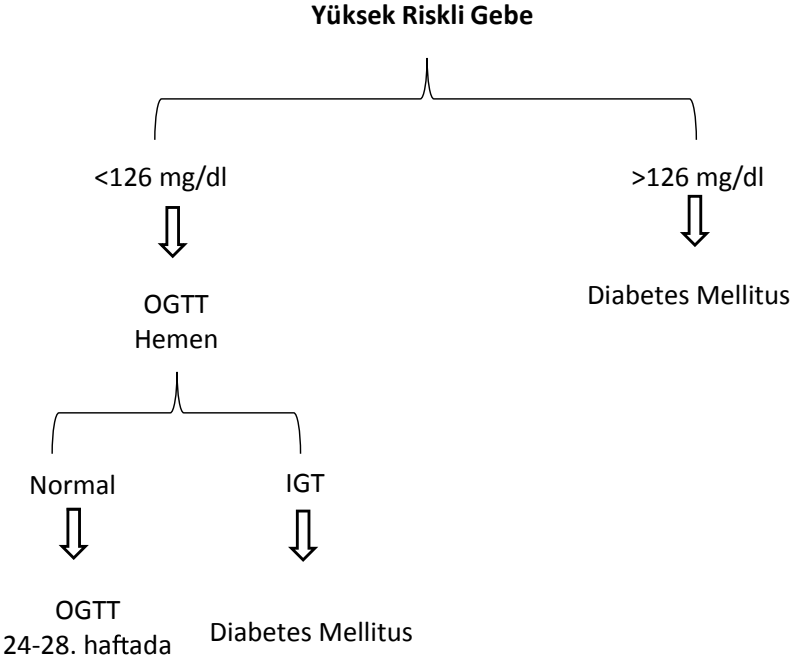 Yüksek Riskli Gebe
<126 mg/dl
>126 mg/dl
OGTT
Hemen
Diabetes Mellitus
Normal
IGT
OGTT
24-28. haftada
Diabetes Mellitus